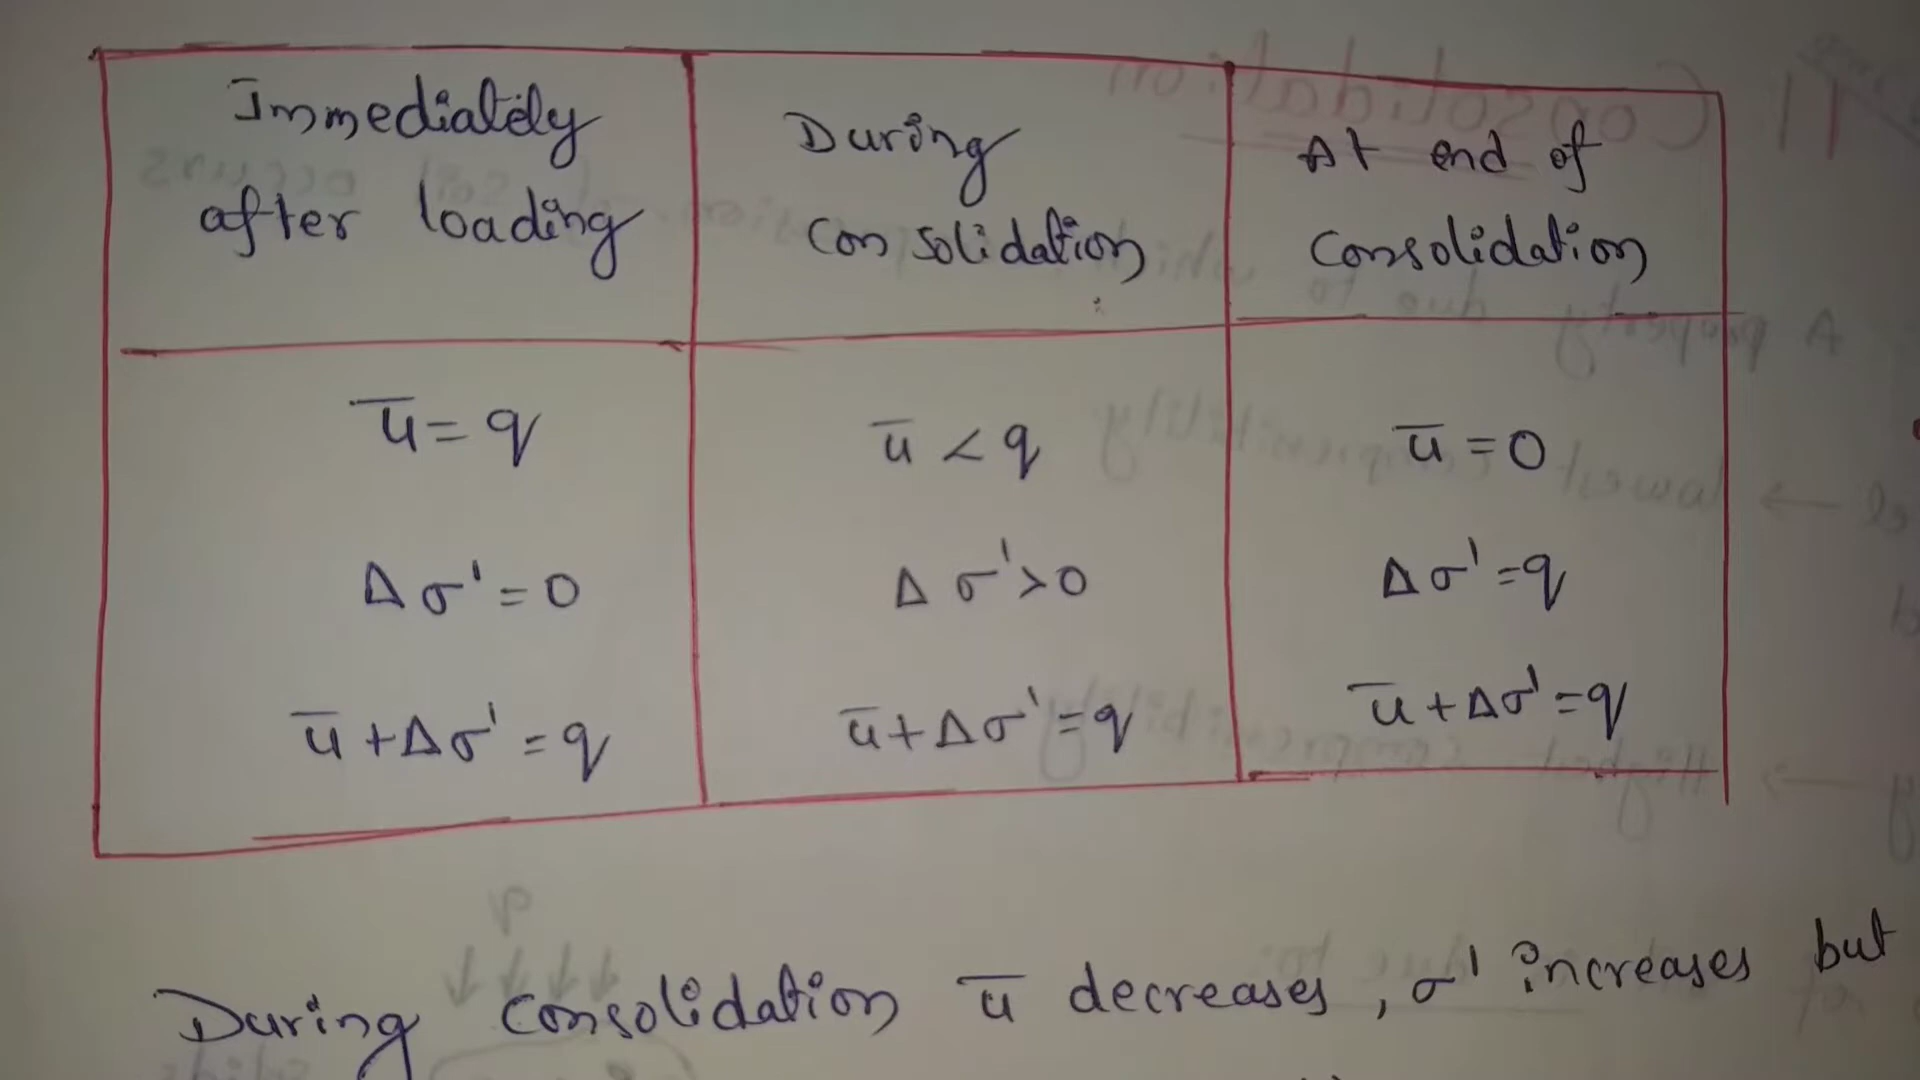 Immediately
after loading
During
consolidation
At end of
consolidation
ū = q
ū < q
ū = 0
Δσ' = 0
Δσ' > 0
Δσ' = q
ū + Δσ' = q
ū + Δσ' = q
ū + Δσ' = q
During consolidation ū decreases, σ' increases but